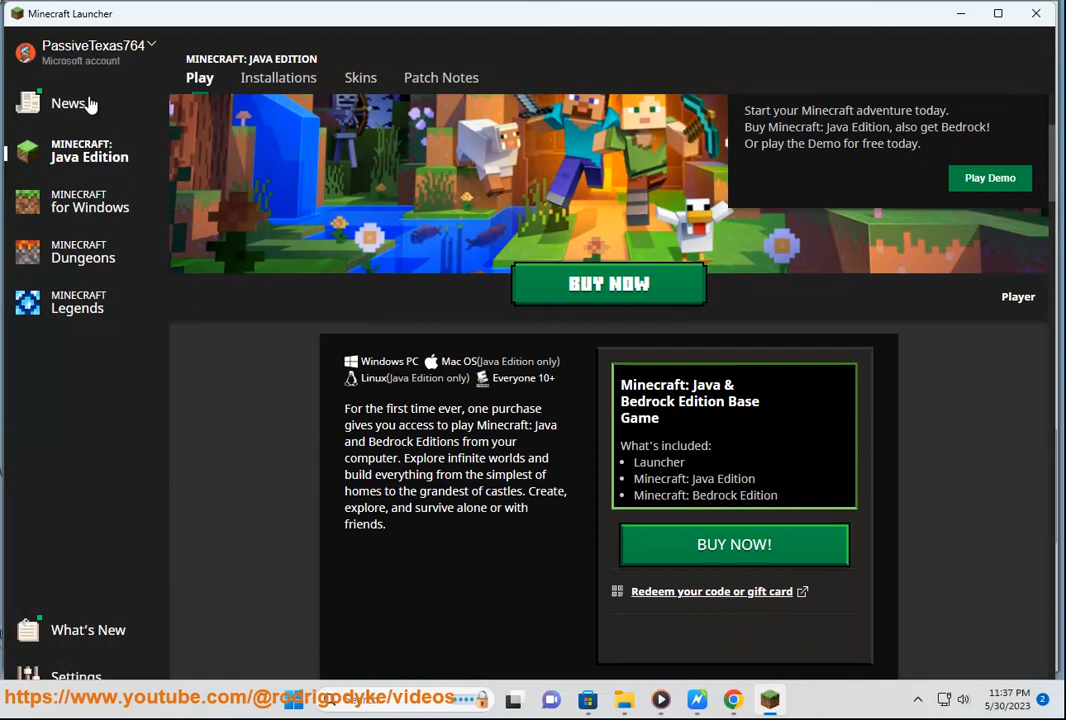 Minecraft Launcher
PassiveTexas764
Microsoft account
News
MINECRAFT:
Java Edition
MINECRAFT
for Windows
MINECRAFT
Dungeons
MINECRAFT
Legends
What's New
Settings
MINECRAFT: JAVA EDITION
Play Installations Skins Patch Notes
Start your Minecraft adventure today.
Buy Minecraft: Java Edition, also get Bedrock!
Or play the Demo for free today.
Play Demo
BUY NOW
Player
Windows PC Mac OS(Java Edition only)
Linux(Java Edition only) Everyone 10+
For the first time ever, one purchase
gives you access to play Minecraft: Java
and Bedrock Editions from your
computer. Explore infinite worlds and
build everything from the simplest of
homes to the grandest of castles. Create,
explore, and survive alone or with
friends.
Minecraft: Java &
Bedrock Edition Base
Game
What's included:
• Launcher
• Minecraft: Java Edition
• Minecraft: Bedrock Edition
BUY NOW!
Redeem your code or gift card
https://www.youtube.com/@rodrigodyke/videos
11:37 PM
5/30/2023
2